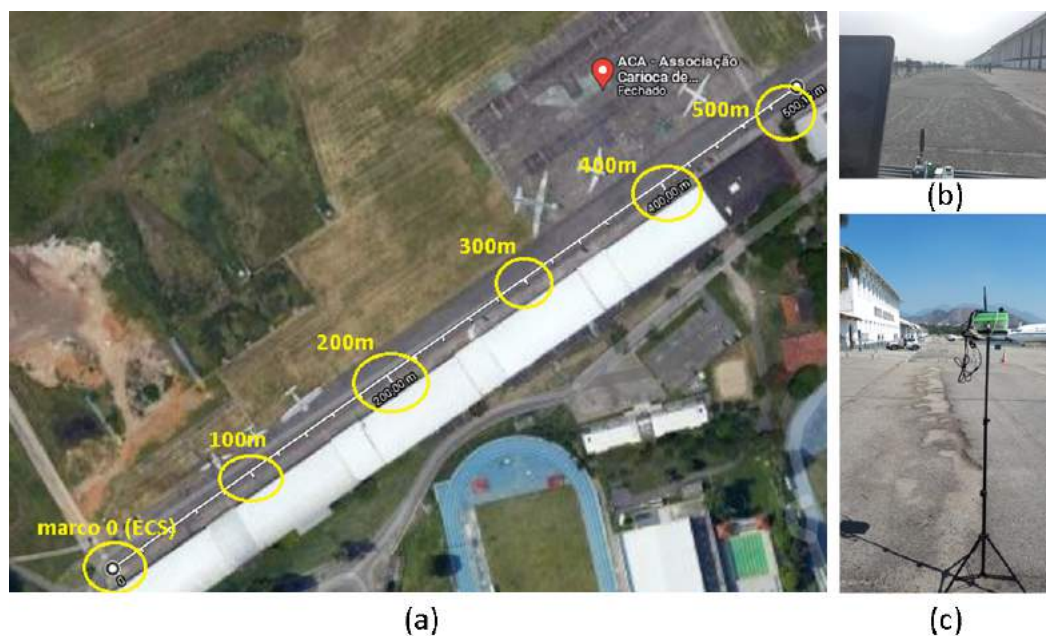 ACA - Associação
Carioca de...
Fechado
500m
400m
400,00 m
300m
200m
200,00 m
100m
marco 0 (ECS)
0
(a)
(b)
(c)